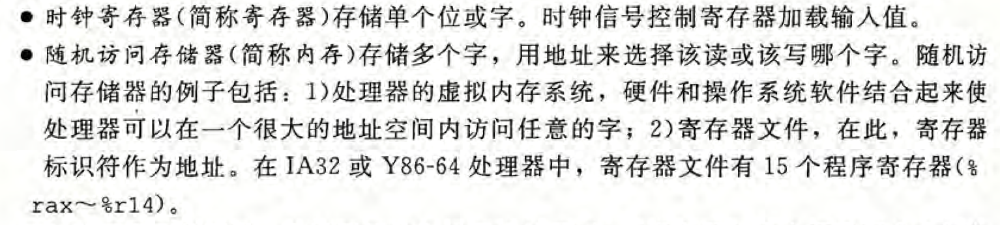 ● 时钟寄存器(简称寄存器)存储单个位或字。时钟信号控制寄存器加载输入值。
● 随机访问存储器(简称内存)存储多个字，用地址来选择该读或该写哪个字。随机访
问存储器的例子包括：1)处理器的虚拟内存系统，硬件和操作系统软件结合起来使
处理器可以在一个很大的地址空间内访问任意的字；2)寄存器文件，在此，寄存器
标识符作为地址。在 IA32 或 Y86-64 处理器中，寄存器文件有 15 个程序寄存器(%
rax～%r14)。